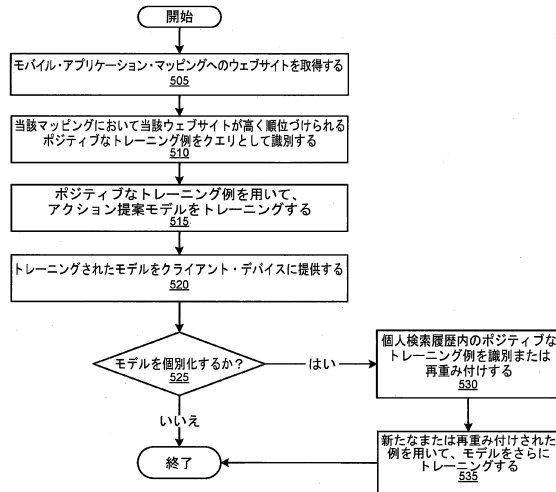 開始
モバイル・アプリケーション・マッピングへのウェブサイトを取得する
505
当該マッピングにおいて当該ウェブサイトが高く順位づけられる
ポジティブなトレーニング例をクエリとして識別する
510
ポジティブなトレーニング例を用いて、
アクション提案モデルをトレーニングする
515
トレーニングされたモデルをクライアント・デバイスに提供する
520
モデルを個別化するか？
525
はい
いいえ
個人検索履歴内のポジティブな
トレーニング例を識別または
再重み付けする
530
新たなまたは再重み付けされた
例を用いて、モデルをさらに
トレーニングする
535
終了